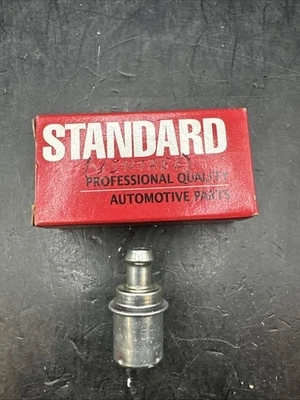 STANDARD
PROFESSIONAL QUALITY
AUTOMOTIVE PARTS